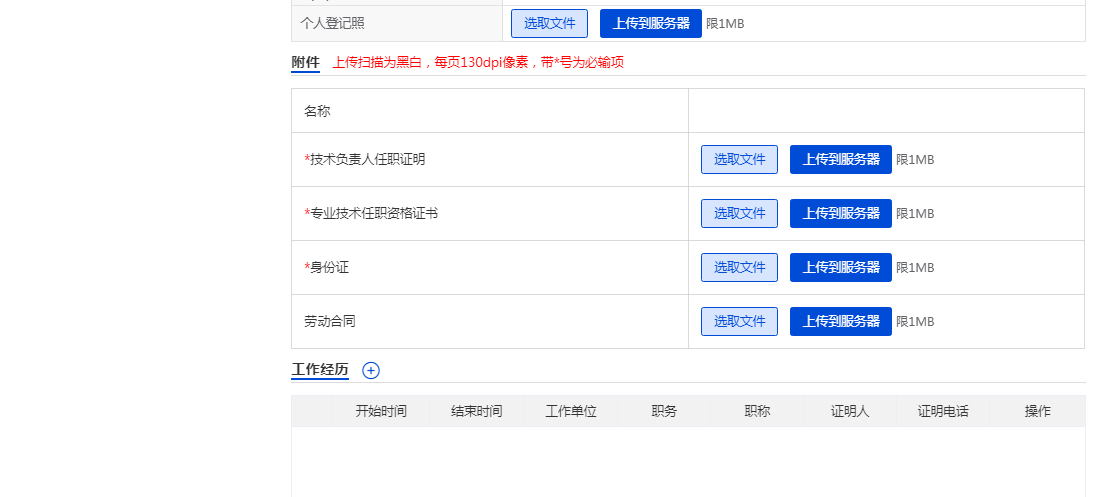 个人登记照 选取文件 上传到服务器 限1MB
附件 上传扫描为黑白，每页130dpi像素，带*号为必输项
名称
*技术负责人任职证明 选取文件 上传到服务器 限1MB
*专业技术任职资格证书 选取文件 上传到服务器 限1MB
*身份证 选取文件 上传到服务器 限1MB
劳动合同 选取文件 上传到服务器 限1MB
工作经历
开始时间 结束时间 工作单位 职务 职称 证明人 证明电话 操作